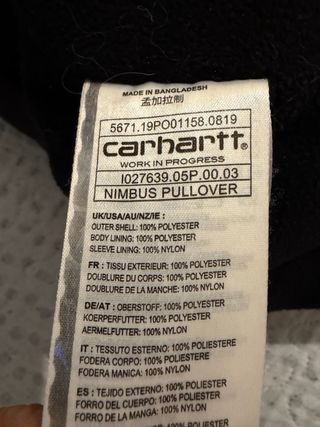 MADE IN BANGLADESH
孟加拉制
5671.19PO01158.0819
carhartt®
WORK IN PROGRESS
I027639.05P.00.03
NIMBUS PULLOVER
UK/USA/AU/NZ/IE :
OUTER SHELL: 100% POLYESTER
BODY LINING: 100% POLYESTER
SLEEVE LINING: 100% NYLON
FR : TISSU EXTERIEUR: 100% POLYESTER
DOUBLURE DU CORPS: 100% POLYESTER
DOUBLURE DE LA MANCHE: 100% NYLON
DE/AT : OBERSTOFF: 100% POLYESTER
KOERPERFUTTER: 100% POLYESTER
AERMELFUTTER: 100% NYLON
IT : TESSUTO ESTERNO: 100% POLIESTERE
FODERA CORPO: 100% POLIESTERE
FODERA MANICA: 100% NYLON
ES : TEJIDO EXTERNO: 100% POLIESTER
FORRO DEL CUERPO: 100% POLIESTER
FORRO DE LA MANGA: 100% NYLON